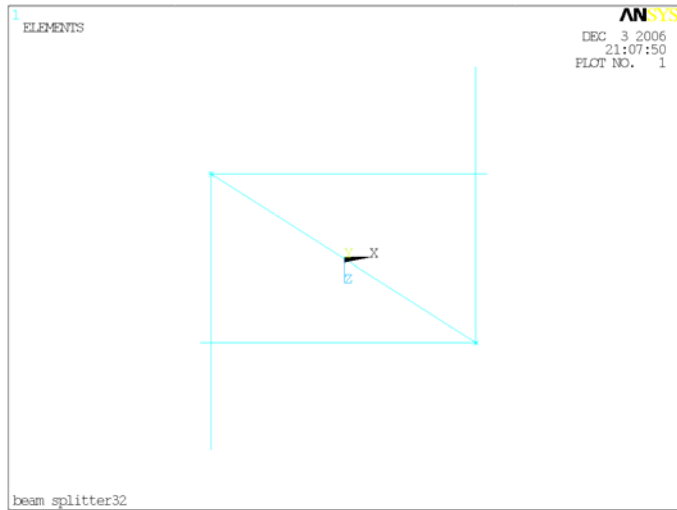 1
ELEMENTS
ANSYS
DEC 3 2006
21:07:50
PLOT NO. 1
Y X
Z
beam splitter32